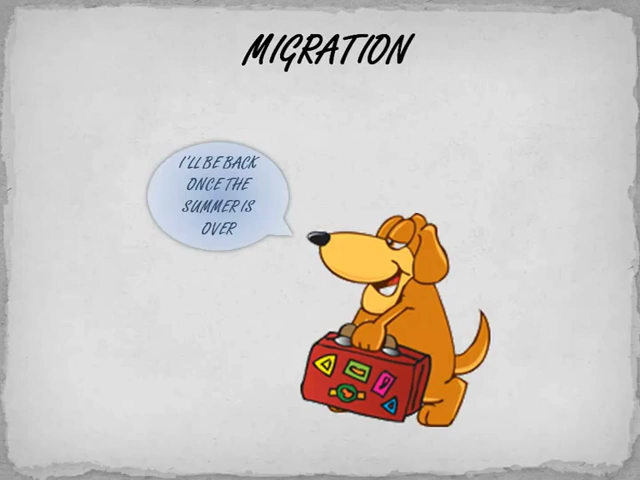 MIGRATION
I'LL BE BACK
ONCE THE
SUMMER IS
OVER